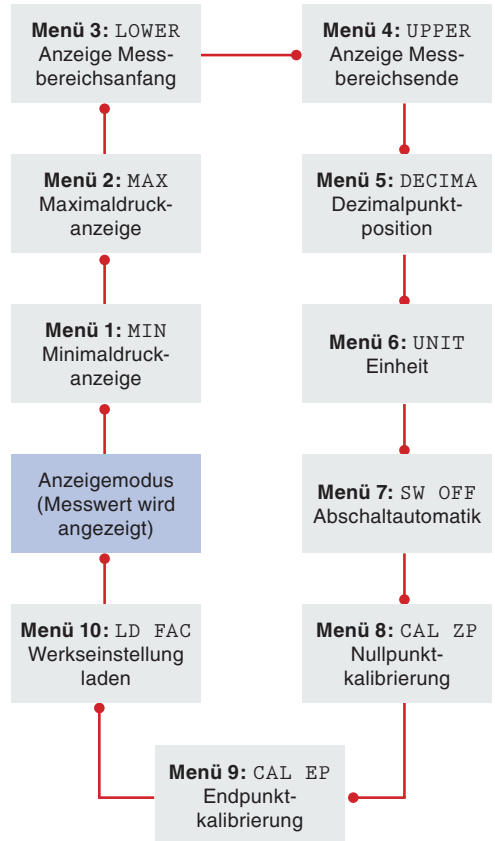 Menü 3: LOWER
Anzeige Mess-
bereichsanfang
Menü 4: UPPER
Anzeige Mess-
bereichsende
Menü 2: MAX
Maximaldruck-
anzeige
Menü 5: DECIMA
Dezimalpunkt-
position
Menü 1: MIN
Minimaldruck-
anzeige
Menü 6: UNIT
Einheit
Anzeigemodus
(Messwert wird
angezeigt)
Menü 7: SW OFF
Abschaltautomatik
Menü 10: LD FAC
Werkseinstellung
laden
Menü 8: CAL ZP
Nullpunkt-
kalibrierung
Menü 9: CAL EP
Endpunkt-
kalibrierung